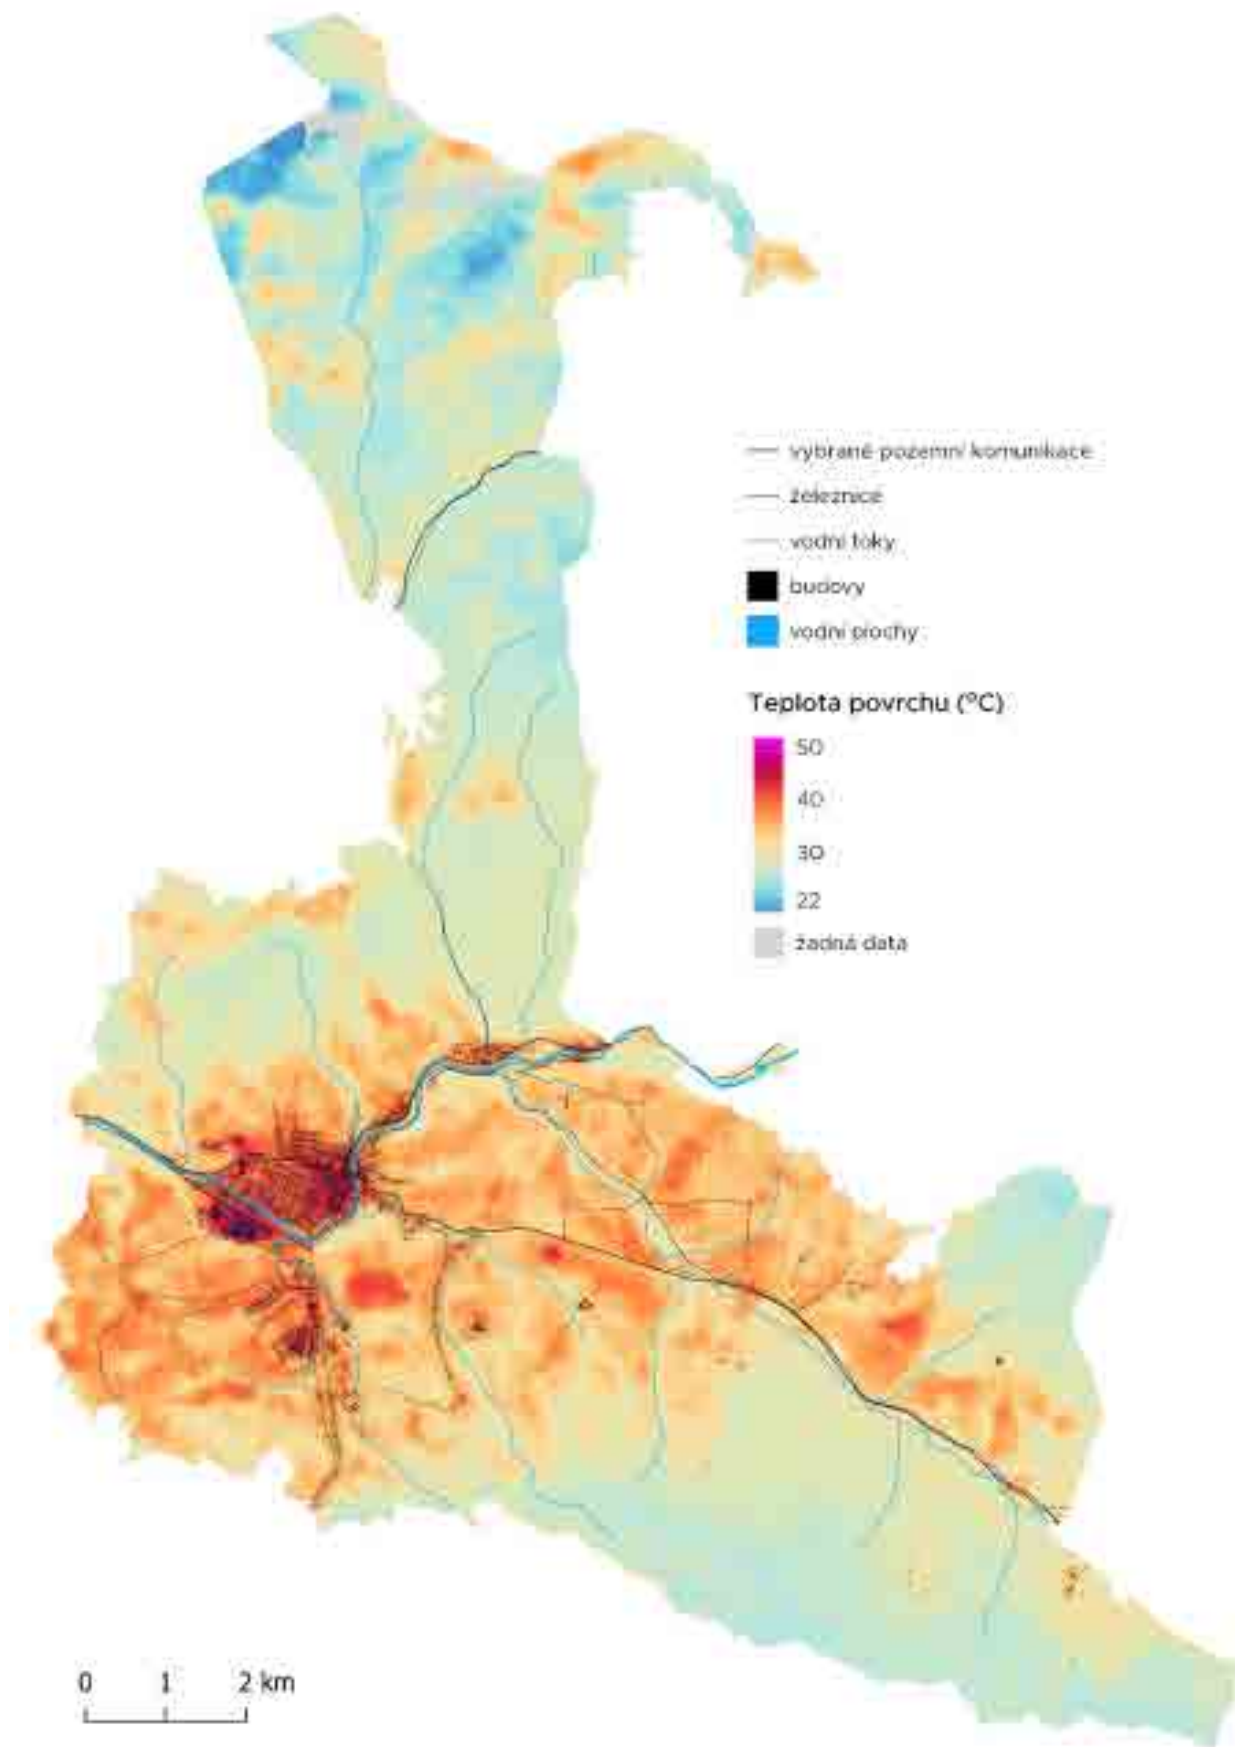 vybrané pozemní komunikace
železnice
vodní toky
budovy
vodní plochy
Teplota povrchu (°C)
50
40
30
22
žádná data
0 1 2 km